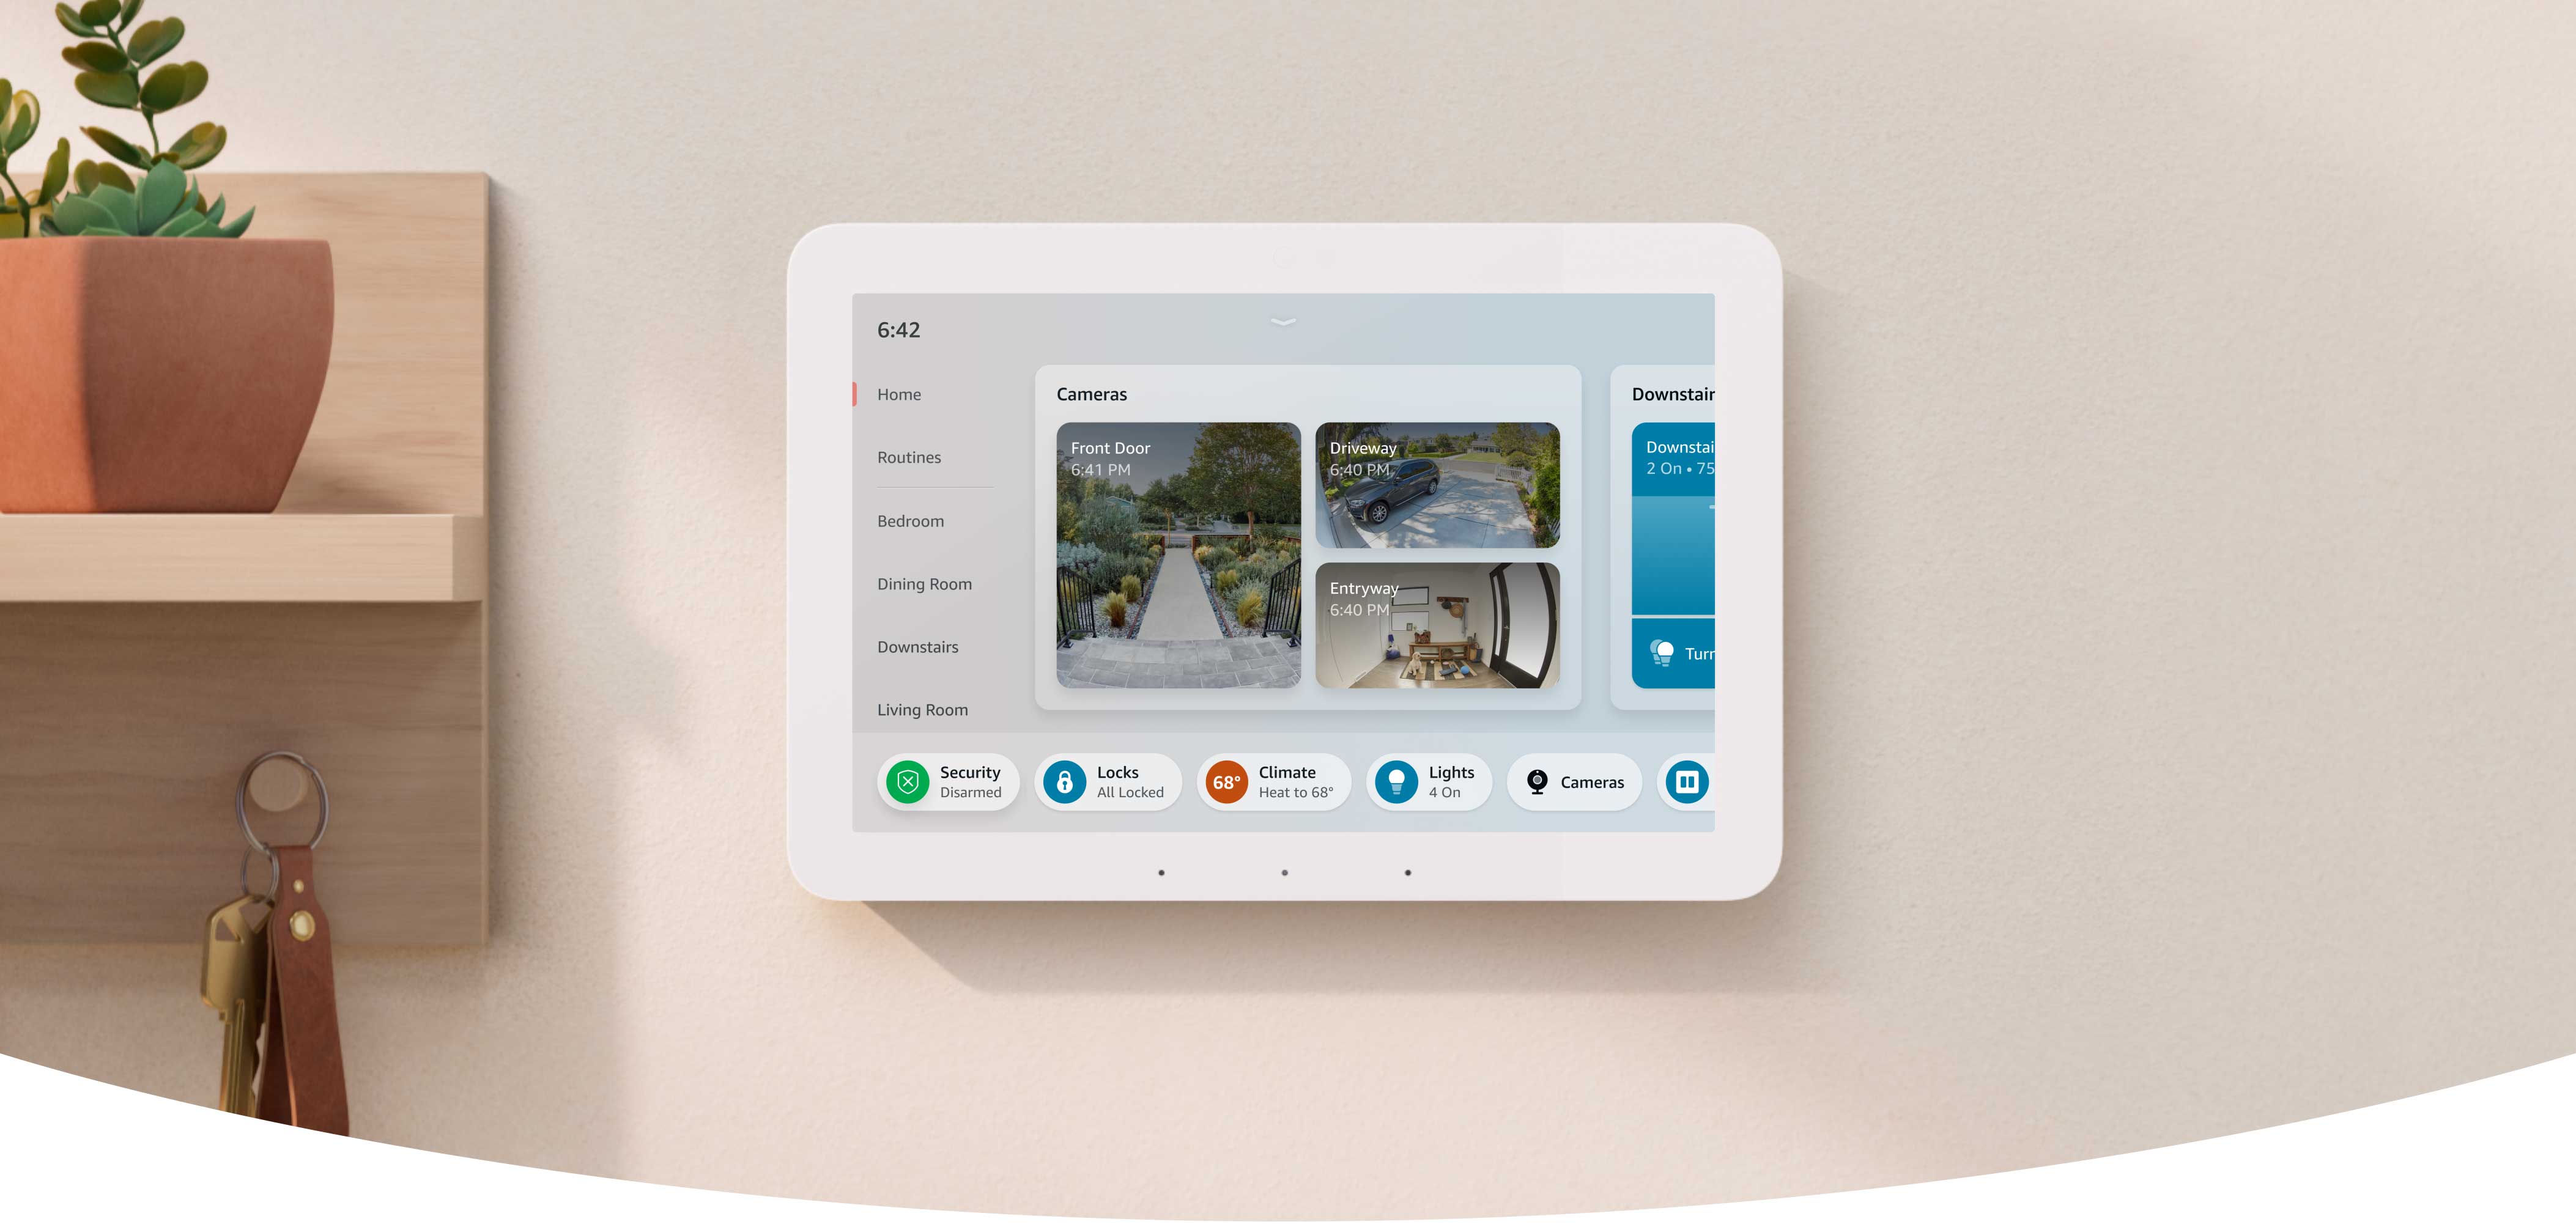 6:42
Home
Routines
Bedroom
Dining Room
Downstairs
Living Room
Cameras
Front Door
6:41 PM
Driveway
6:40 PM
Entryway
6:40 PM
Downstair
Downstai
2 On • 75
Turn
Security
Disarmed
Locks
All Locked
68°
Climate
Heat to 68°
Lights
4 On
Cameras